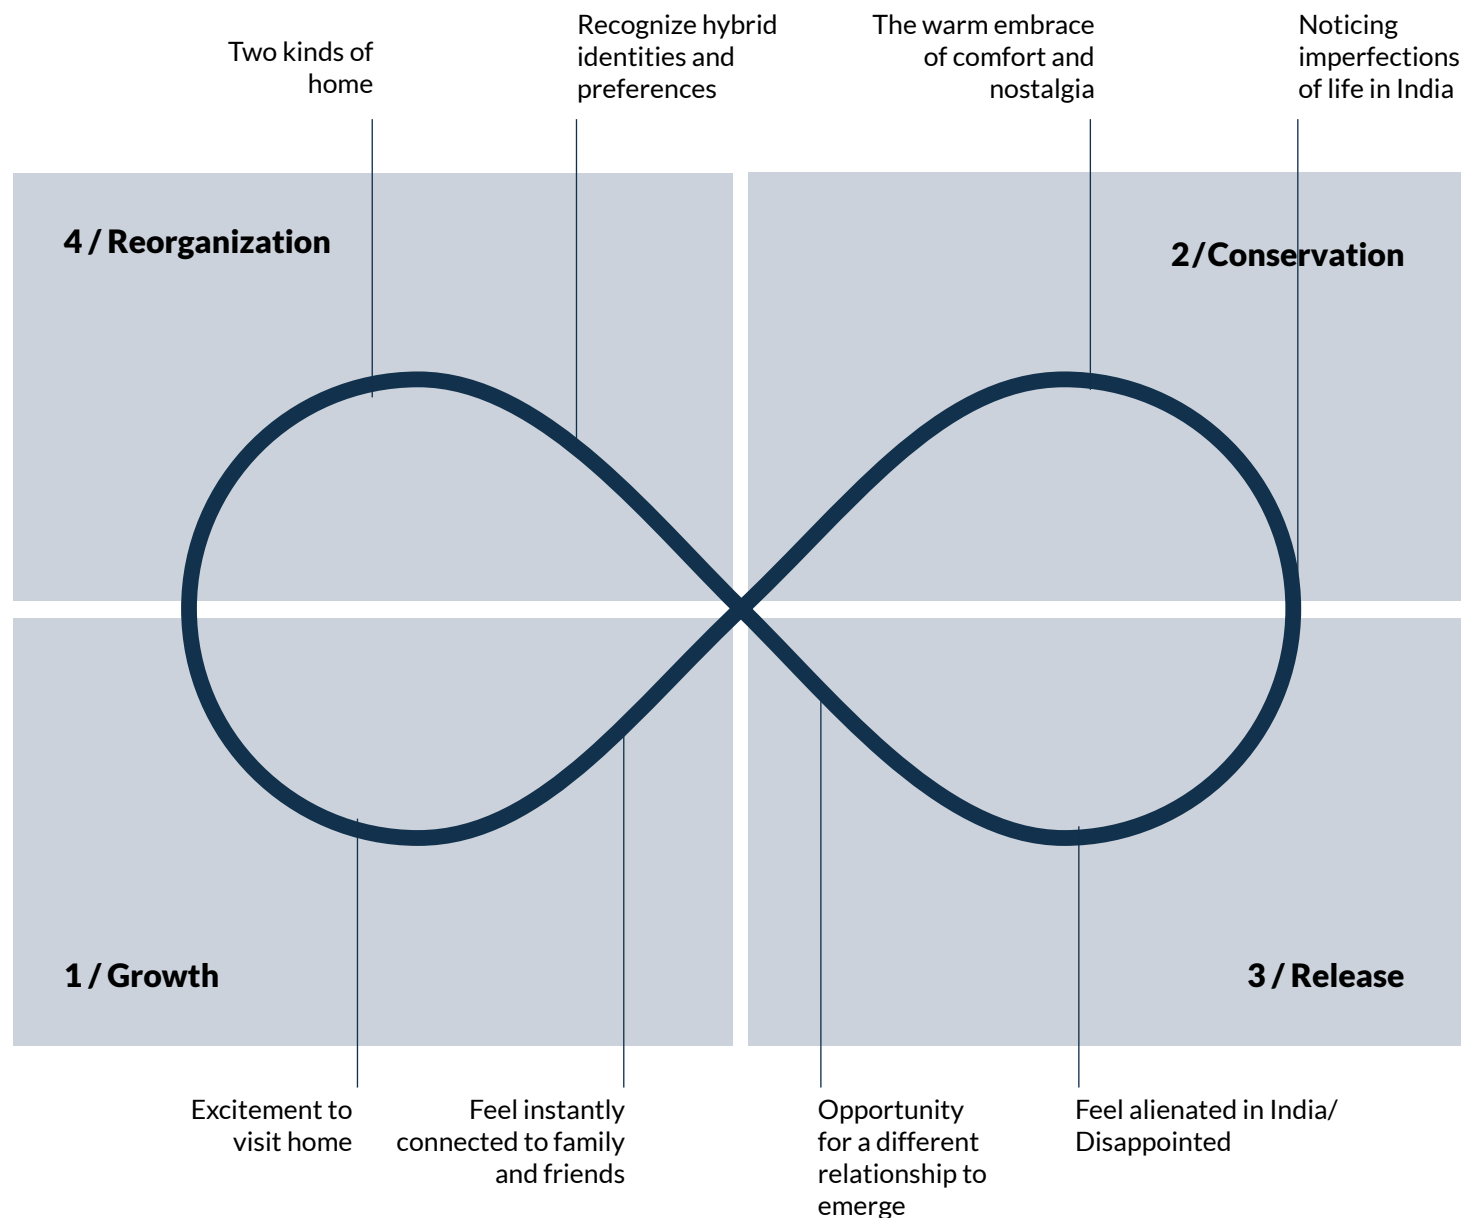 Two kinds of
home
Recognize hybrid
identities and
preferences
The warm embrace
of comfort and
nostalgia
Noticing
imperfections
of life in India
4 / Reorganization
2/Conservation
1 / Growth
3 / Release
Excitement to
visit home
Feel instantly
connected to family
and friends
Opportunity
for a different
relationship to
emerge
Feel alienated in India/
Disappointed